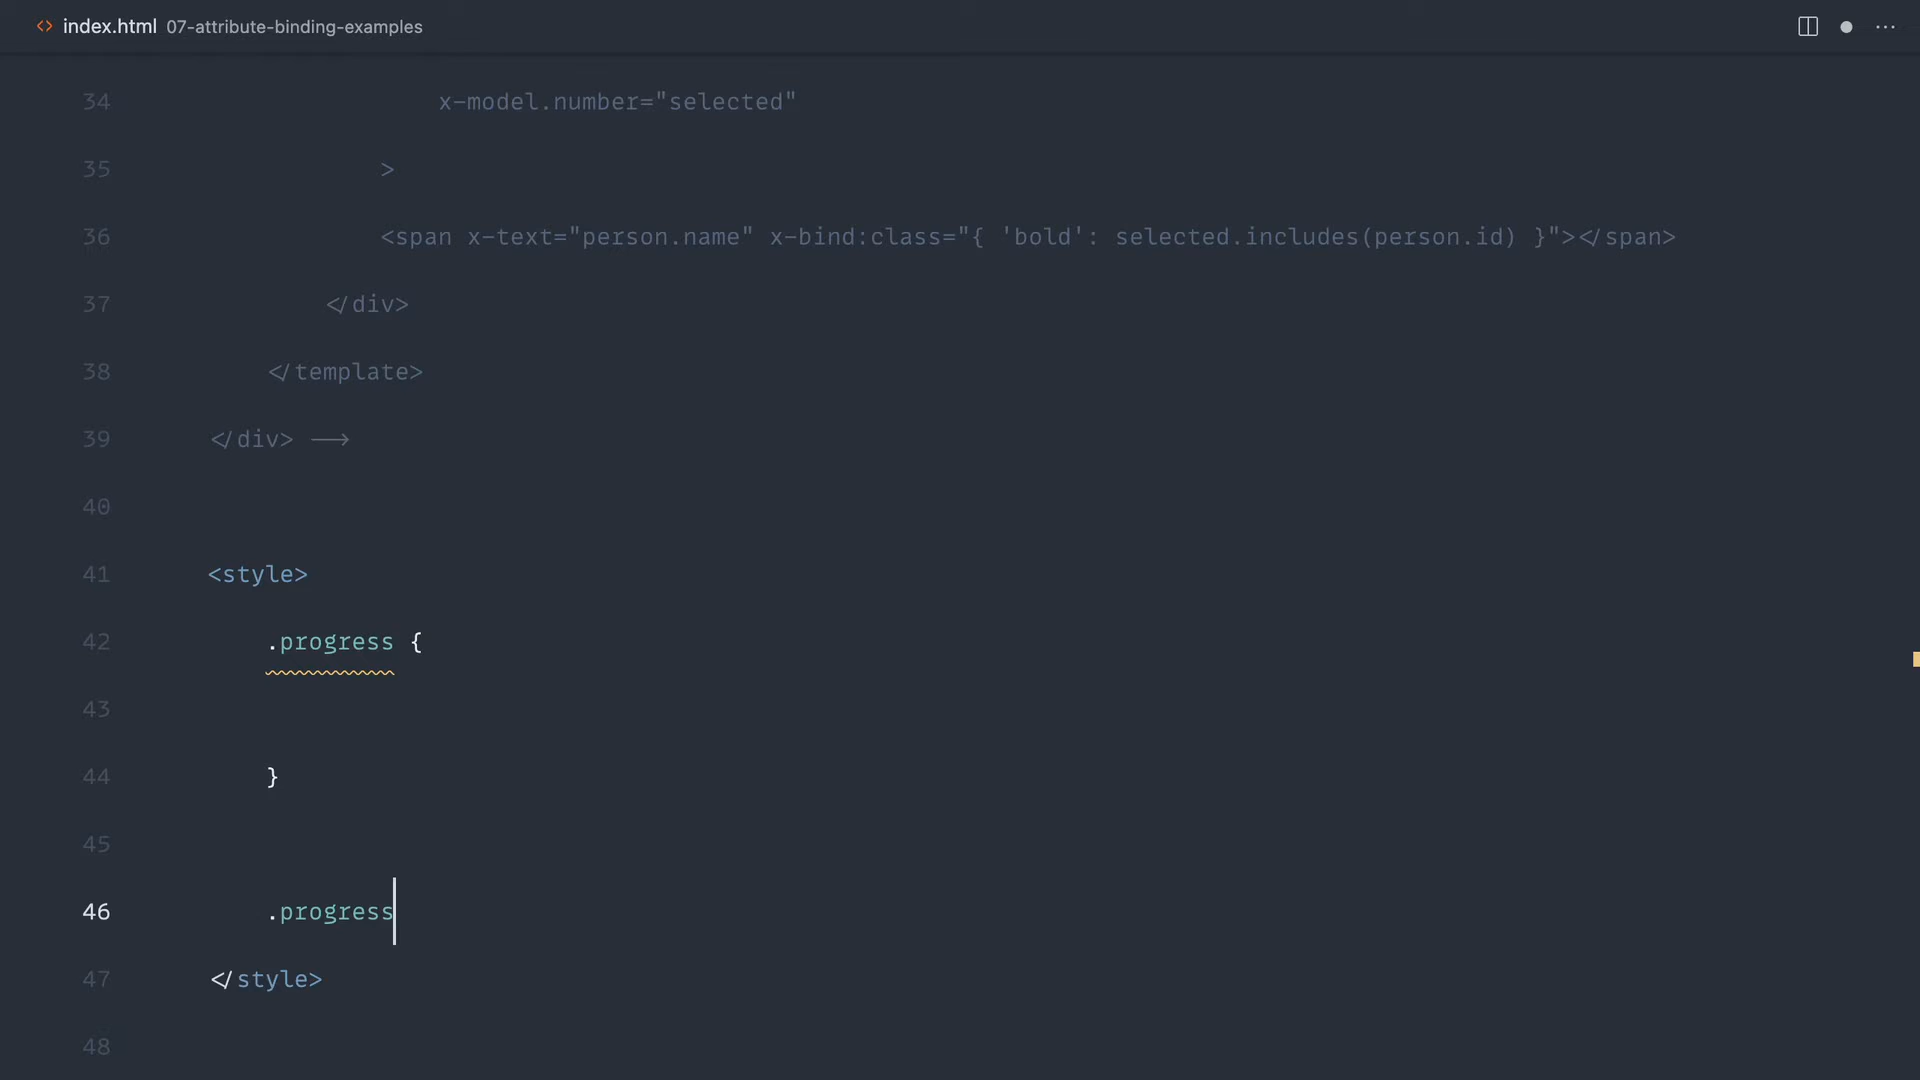 <> index.html 07-attribute-binding-examples
34 x-model.number="selected"
35 >
36 <span x-text="person.name" x-bind:class="{ 'bold': selected.includes(person.id) }"></span>
37 </div>
38 </template>
39 </div> -->
40
41 <style>
42 .progress {
43
44 }
45
46 .progress
47 </style>
48